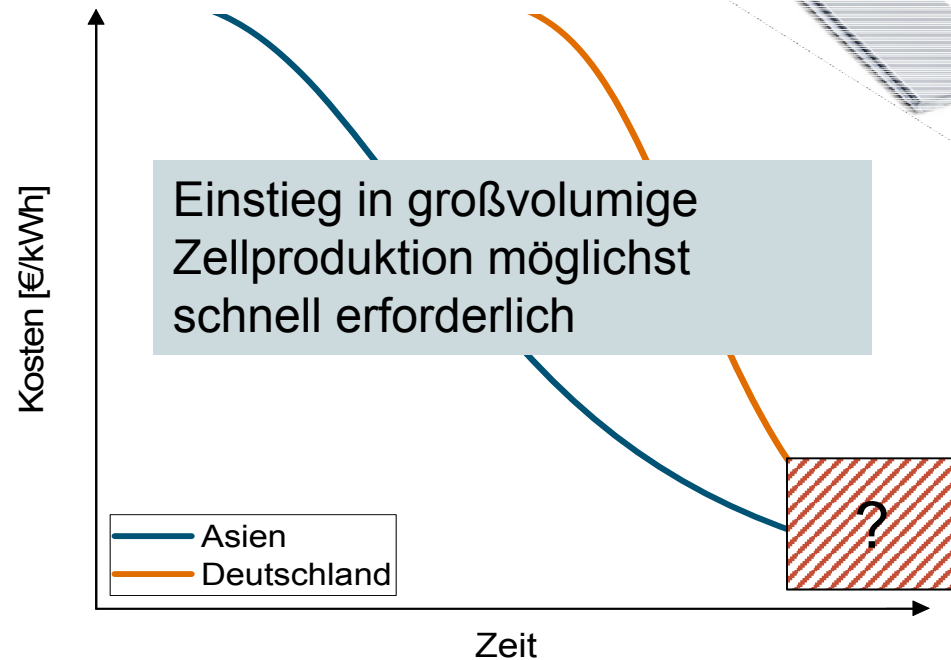 Kosten [€/kWh]
Einstieg in großvolumige
Zellproduktion möglichst
schnell erforderlich
?
Asien
Deutschland
Zeit